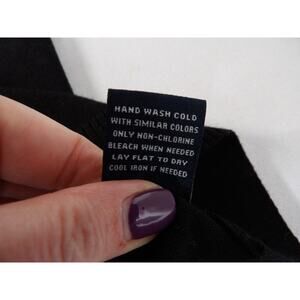 HAND WASH COLD
WITH SIMILAR COLORS
ONLY NON-CHLORINE
BLEACH WHEN NEEDED
LAY FLAT TO DRY
COOL IRON IF NEEDED